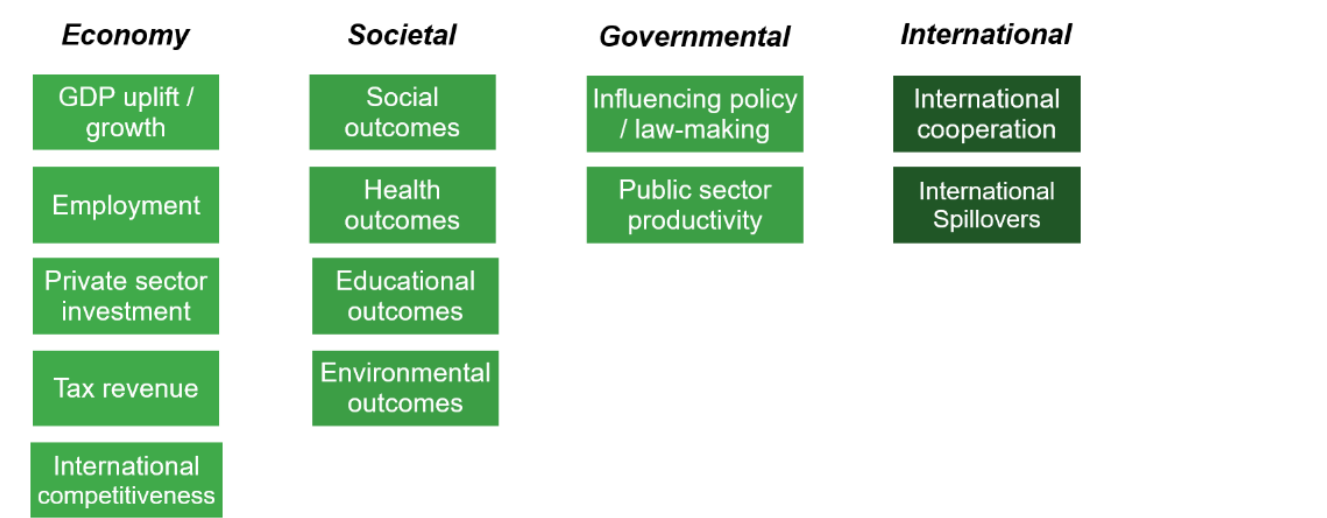 Economy
GDP uplift /
growth
Employment
Private sector
investment
Tax revenue
International
competitiveness
Societal
Social
outcomes
Health
outcomes
Educational
outcomes
Environmental
outcomes
Governmental
Influencing policy
/ law-making
Public sector
productivity
International
International
cooperation
International
Spillovers